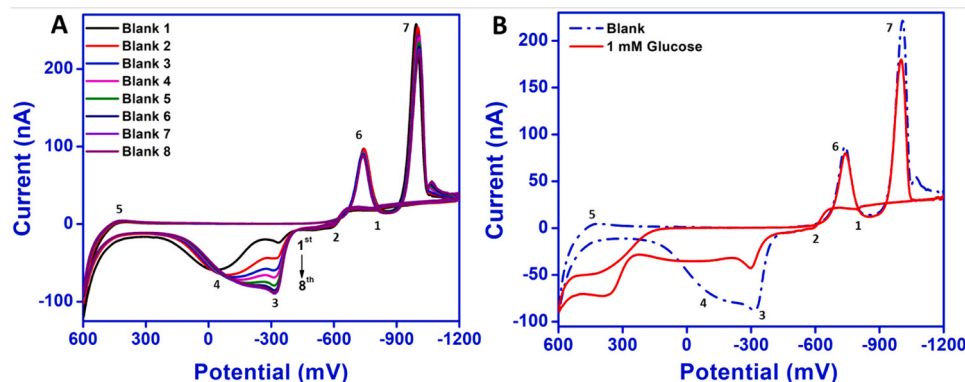 A
Blank 1
Blank 2
Blank 3
Blank 4
Blank 5
Blank 6
Blank 7
Blank 8
7
6
5
4
3
2
1
1st
8th
200
100
0
-100
600 300 0 -300 -600 -900 -1200
Current (nA)
Potential (mV)
B
Blank
1 mM Glucose
7
6
5
4
3
2
1
200
150
100
50
0
-50
-100
600 300 0 -300 -600 -900 -1200
Current (nA)
Potential (mV)